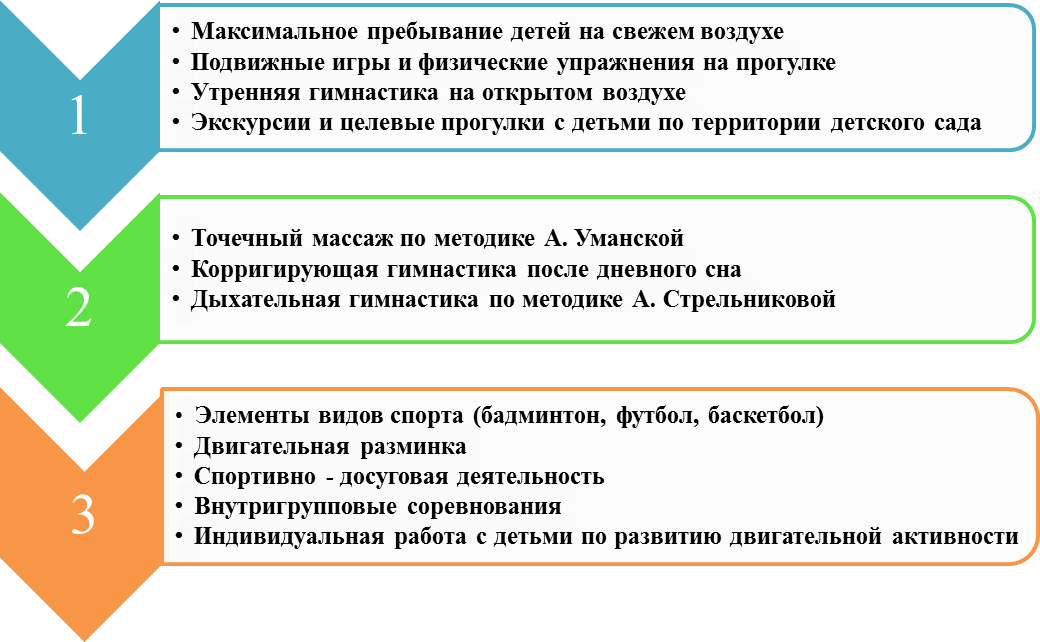 1
• Максимальное пребывание детей на свежем воздухе
• Подвижные игры и физические упражнения на прогулке
• Утренняя гимнастика на открытом воздухе
• Экскурсии и целевые прогулки с детьми по территории детского сада
2
• Точечный массаж по методике А. Уманской
• Корригирующая гимнастика после дневного сна
• Дыхательная гимнастика по методике А. Стрельниковой
3
• Элементы видов спорта (бадминтон, футбол, баскетбол)
• Двигательная разминка
• Спортивно - досуговая деятельность
• Внутригрупповые соревнования
• Индивидуальная работа с детьми по развитию двигательной активности